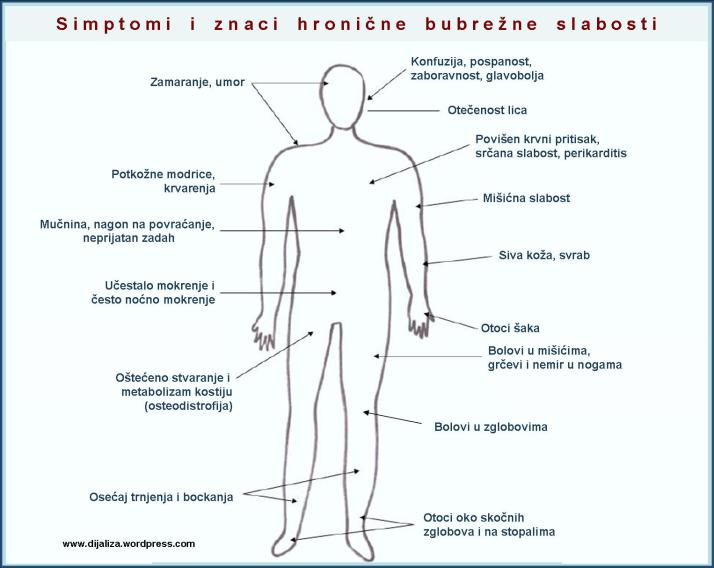 Simptomi i znaci hronične bubrežne slabosti
Zamaranje, umor
Konfuzija, pospanost,
zaboravnost, glavobolja
Otečenost lica
Povišen krvni pritisak,
srčana slabost, perikarditis
Potkožne modrice,
krvarenja
Mišićna slabost
Mučnina, nagon na povraćanje,
neprijatan zadah
Siva koža, svrab
Učestalo mokrenje i
često noćno mokrenje
Otoci šaka
Bolovi u mišićima,
grčevi i nemir u nogama
Oštećeno stvaranje i
metabolizam kostiju
(osteodistrofija)
Bolovi u zglobovima
Osećaj trnjenja i bockanja
Otoci oko skočnih
zglobova i na stopalima
www.dijaliza.wordpress.com